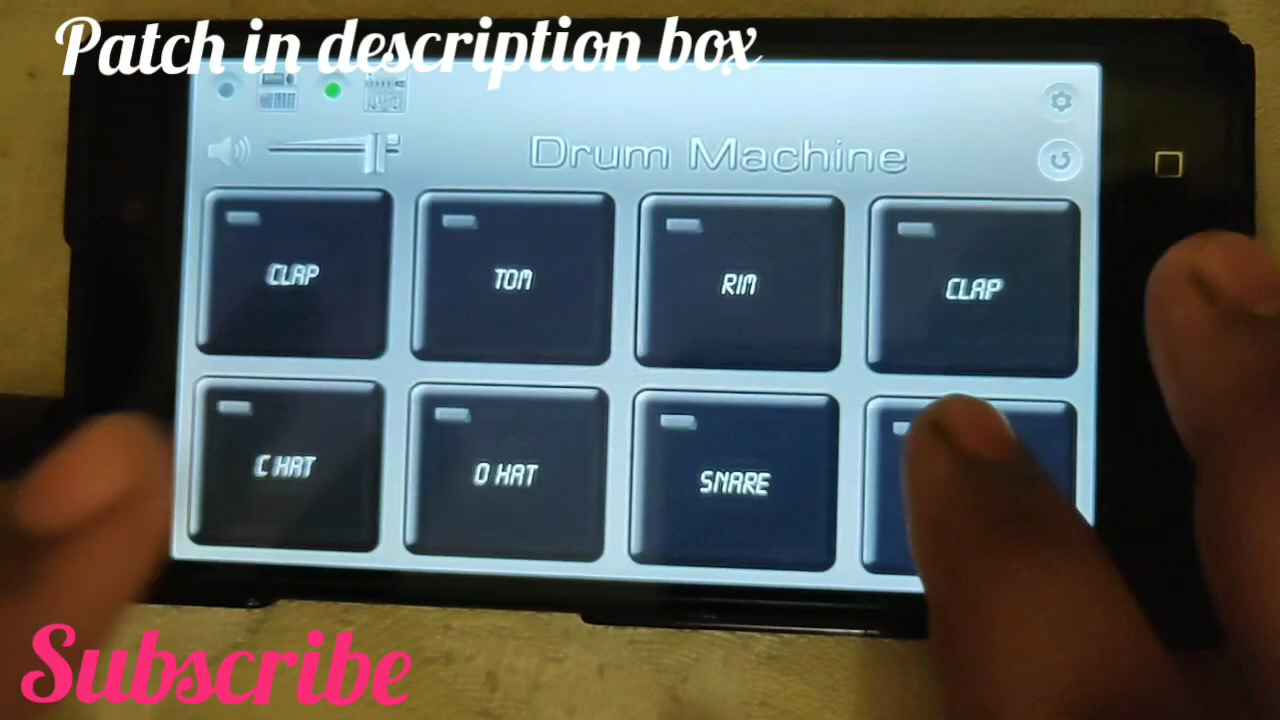 Patch in description box
Drum Machine
CLAP
TOM
RIM
CLAP
C HAT
O HAT
SNARE
Subscribe